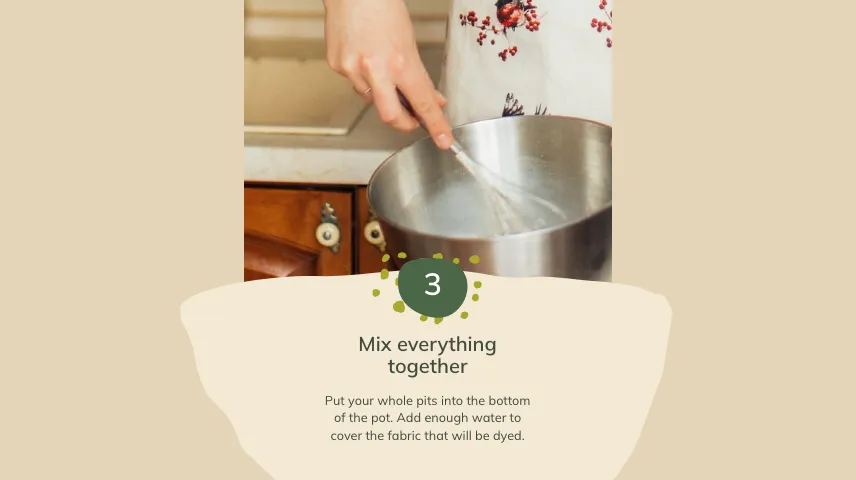 3
Mix everything
together
Put your whole pits into the bottom
of the pot. Add enough water to
cover the fabric that will be dyed.